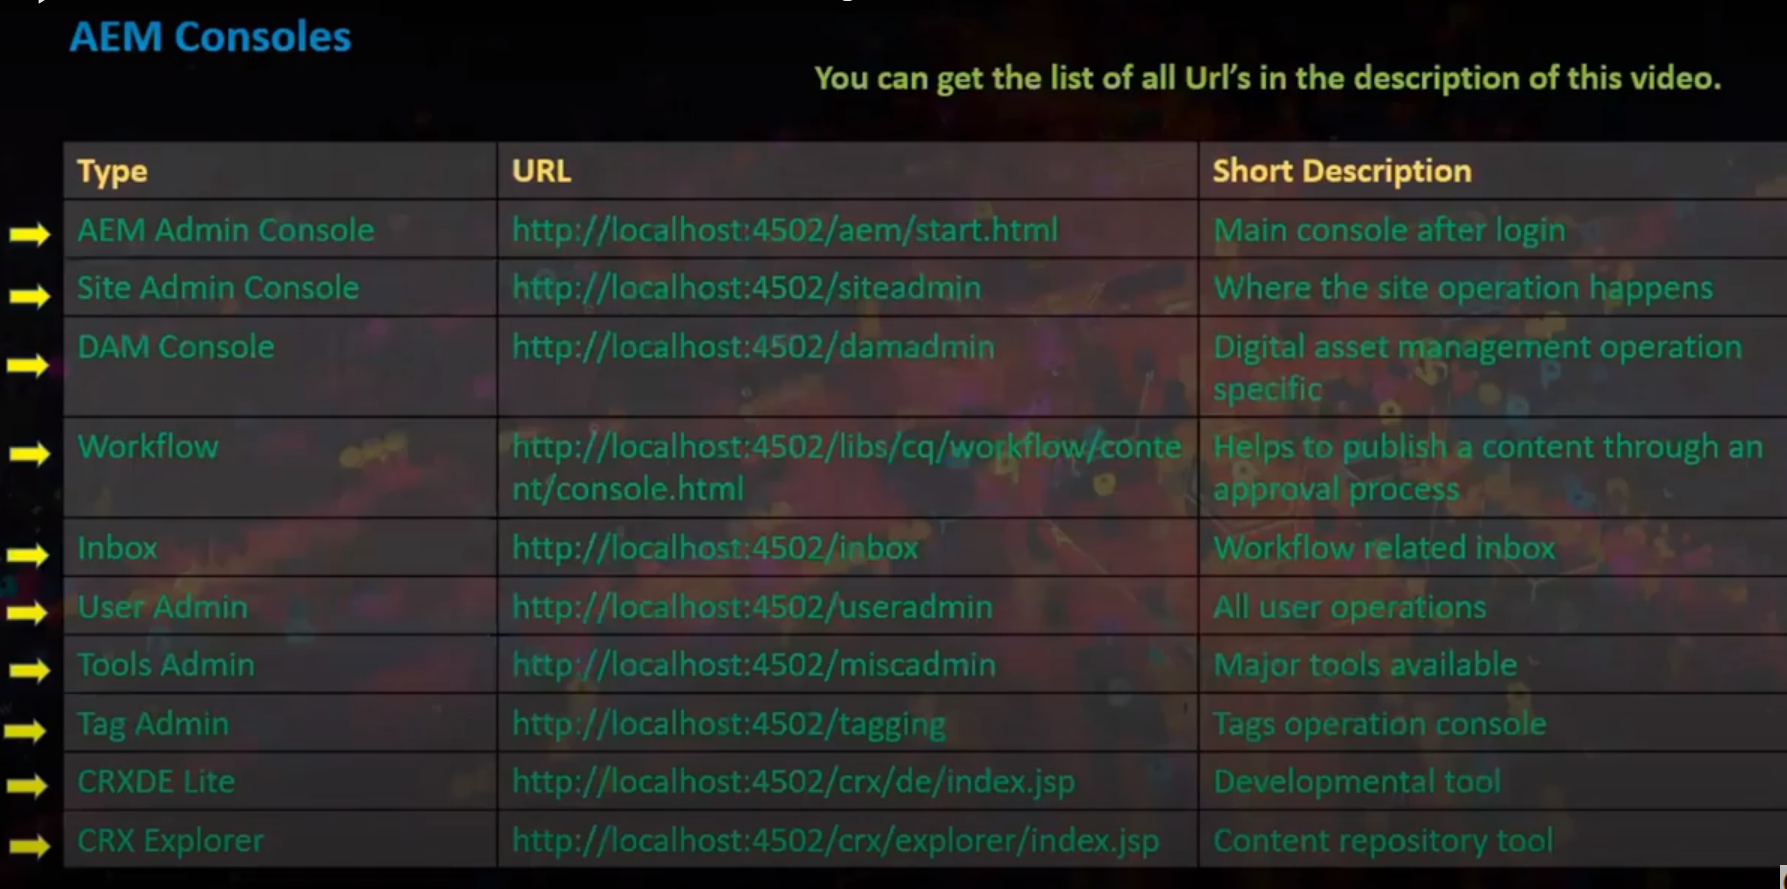 AEM Consoles
You can get the list of all Url's in the description of this video.
Type URL Short Description
AEM Admin Console http://localhost:4502/aem/start.html Main console after login
Site Admin Console http://localhost:4502/siteadmin Where the site operation happens
DAM Console http://localhost:4502/damadmin Digital asset management operation
specific
Workflow http://localhost:4502/libs/cq/workflow/conte Helps to publish a content through an
nt/console.html approval process
Inbox http://localhost:4502/inbox Workflow related inbox
User Admin http://localhost:4502/useradmin All user operations
Tools Admin http://localhost:4502/miscadmin Major tools available
Tag Admin http://localhost:4502/tagging Tags operation console
CRXDE Lite http://localhost:4502/crx/de/index.jsp Developmental tool
CRX Explorer http://localhost:4502/crx/explorer/index.jsp Content repository tool